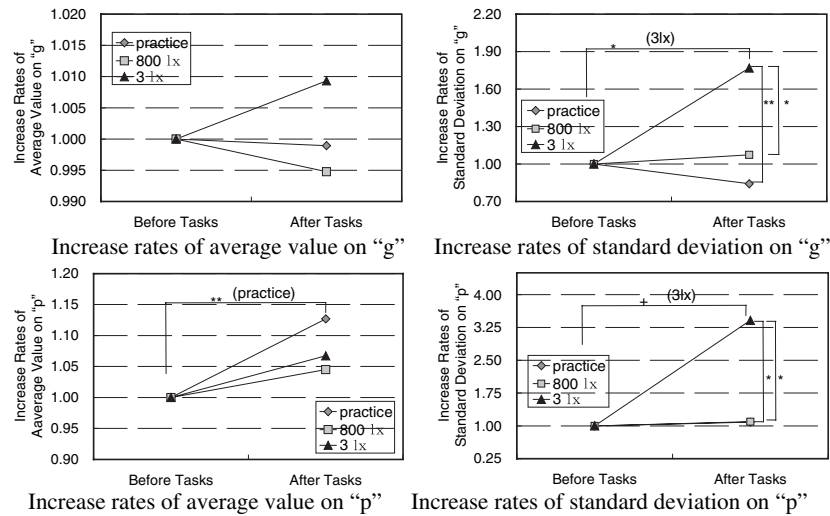 1.020
1.015
1.010
1.005
1.000
0.995
0.990
Increase Rates of
Average Value on "g"
practice
800 lx
3 lx
Before Tasks After Tasks
Increase rates of average value on “g”
2.20
1.90
1.60
1.30
1.00
0.70
Increase Rates of
Standard Deviation on "g"
* (3lx)
** *
practice
800 lx
3 lx
Before Tasks After Tasks
Increase rates of standard deviation on “g”
1.20
1.15
1.10
1.05
1.00
0.95
0.90
Increase Rates of
Aaverage Value on "p"
** (practice)
practice
800 lx
3 lx
Before Tasks After Tasks
Increase rates of average value on “p”
4.00
3.25
2.50
1.75
1.00
0.25
Increase Rates of
Standard Deviation on "p"
+ (3lx)
* *
practice
800 lx
3 lx
Before Tasks After Tasks
Increase rates of standard deviation on “p”